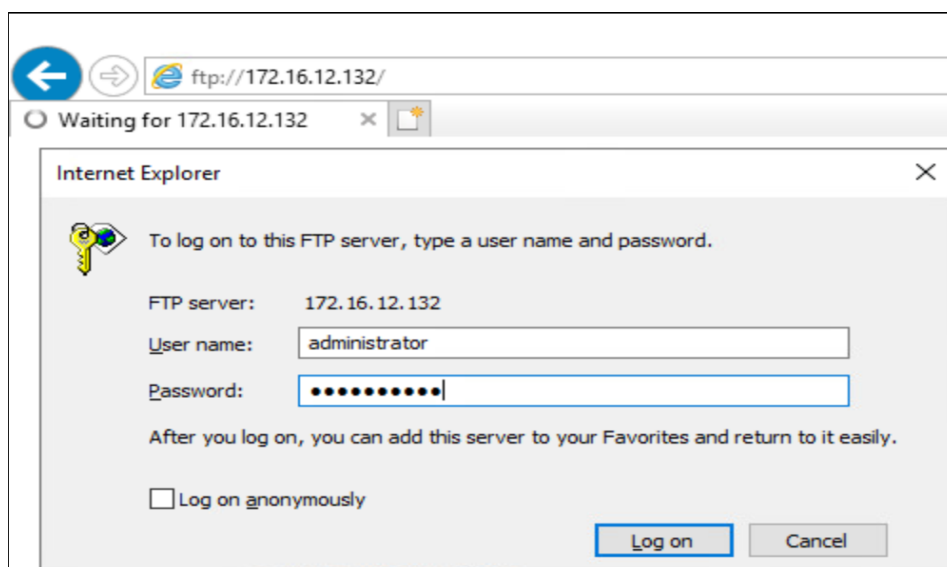 ftp://172.16.12.132/
Waiting for 172.16.12.132
Internet Explorer
To log on to this FTP server, type a user name and password.
FTP server: 172.16.12.132
User name: administrator
Password: ●●●●●●●●●●
After you log on, you can add this server to your Favorites and return to it easily.
Log on anonymously
Log on Cancel